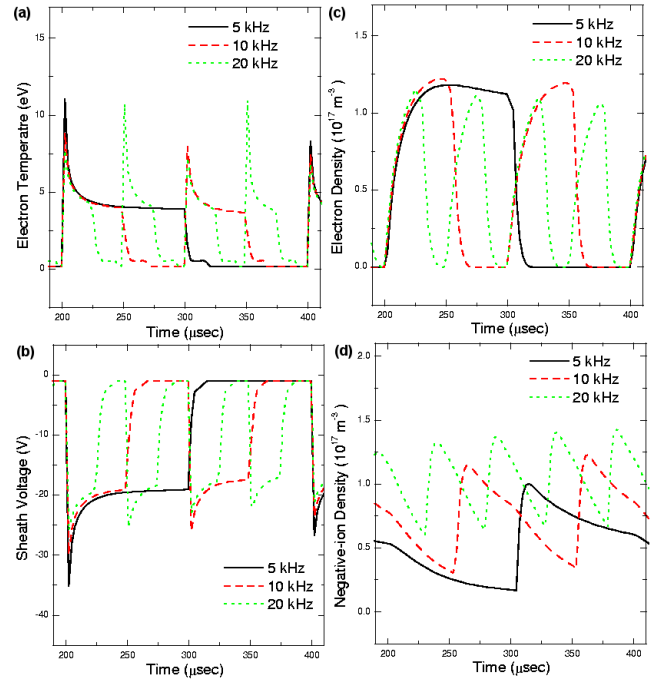 (a)
5 kHz
10 kHz
20 kHz
Electron Temperatre (eV)
15
10
5
0
200 250 300 350 400
Time (μsec)
(c)
5 kHz
10 kHz
20 kHz
Electron Density (10¹⁷ m⁻³)
1.5
1.0
0.5
0.0
200 250 300 350 400
Time (μsec)
(b)
Sheath Voltage (V)
0
-10
-20
-30
-40
5 kHz
10 kHz
20 kHz
200 250 300 350 400
Time (μsec)
(d)
5 kHz
10 kHz
20 kHz
Negative-ion Density (10¹⁷ m⁻³)
2.0
1.5
1.0
0.5
0.0
200 250 300 350 400
Time (μsec)